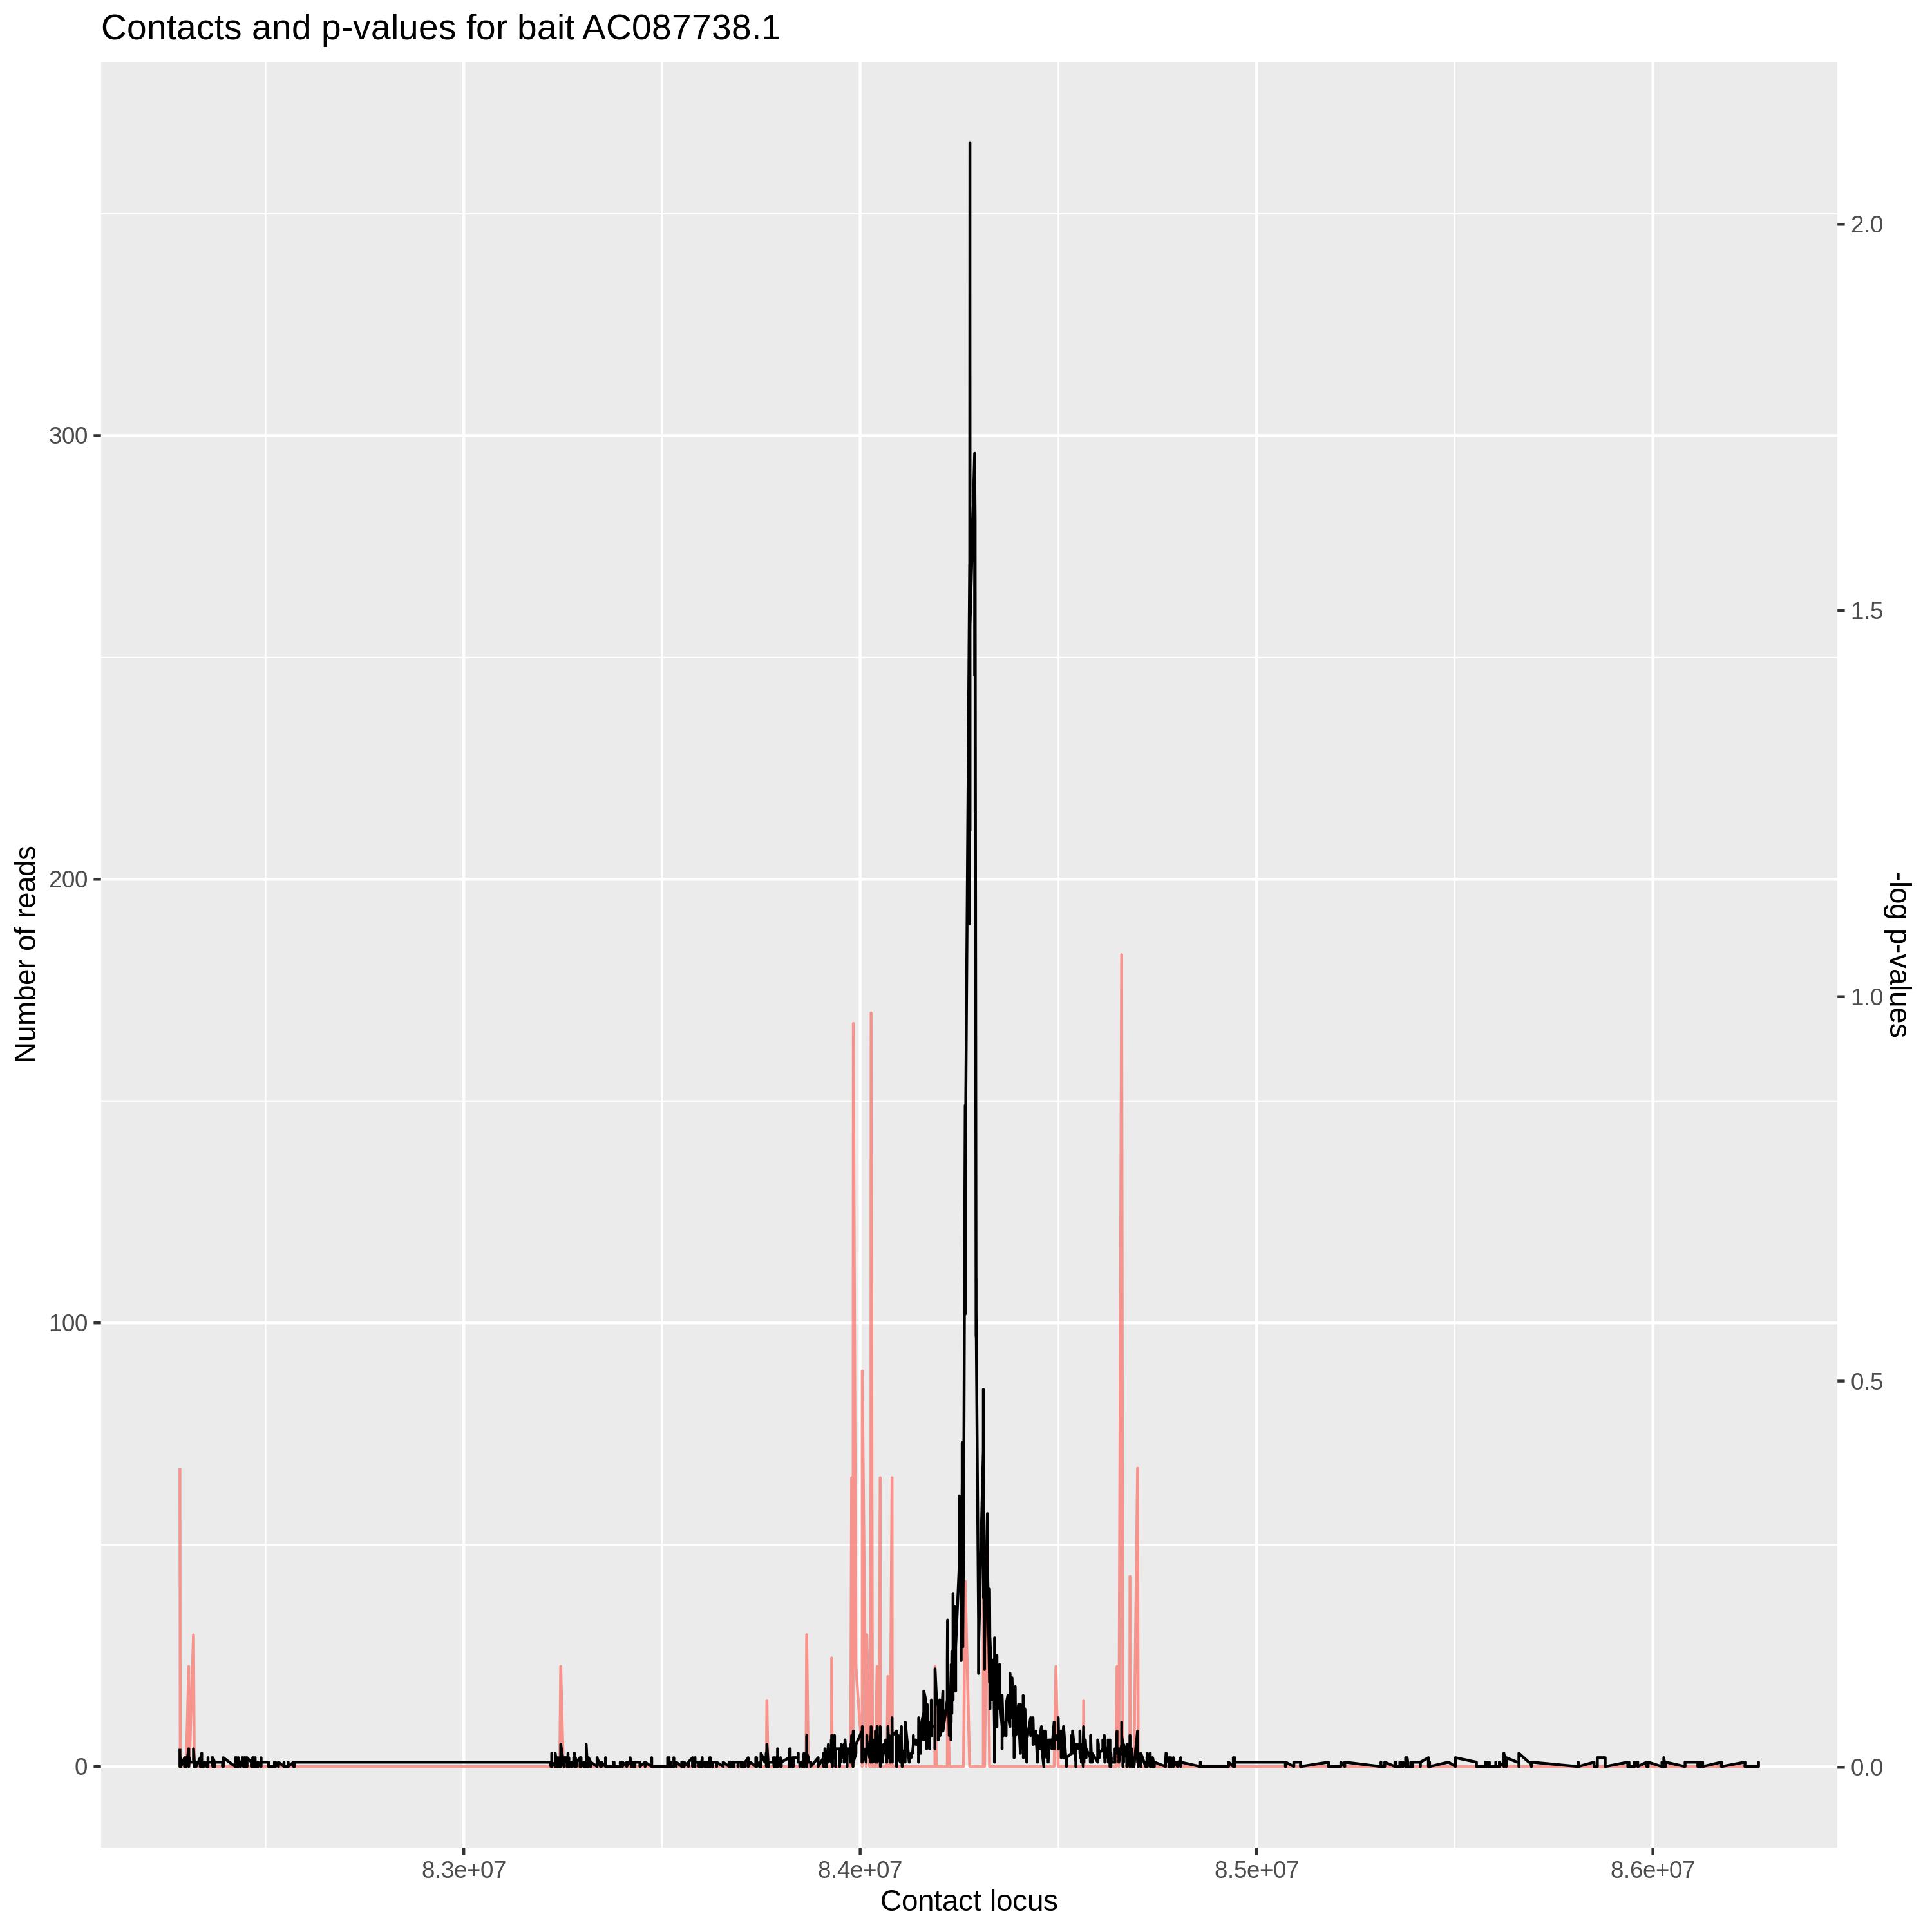 Contacts and p-values for bait AC087738.1
Number of reads
300
200
100
0
2.0
1.5
1.0
0.5
0.0
-log p-values
8.3e+07 8.4e+07 8.5e+07 8.6e+07
Contact locus